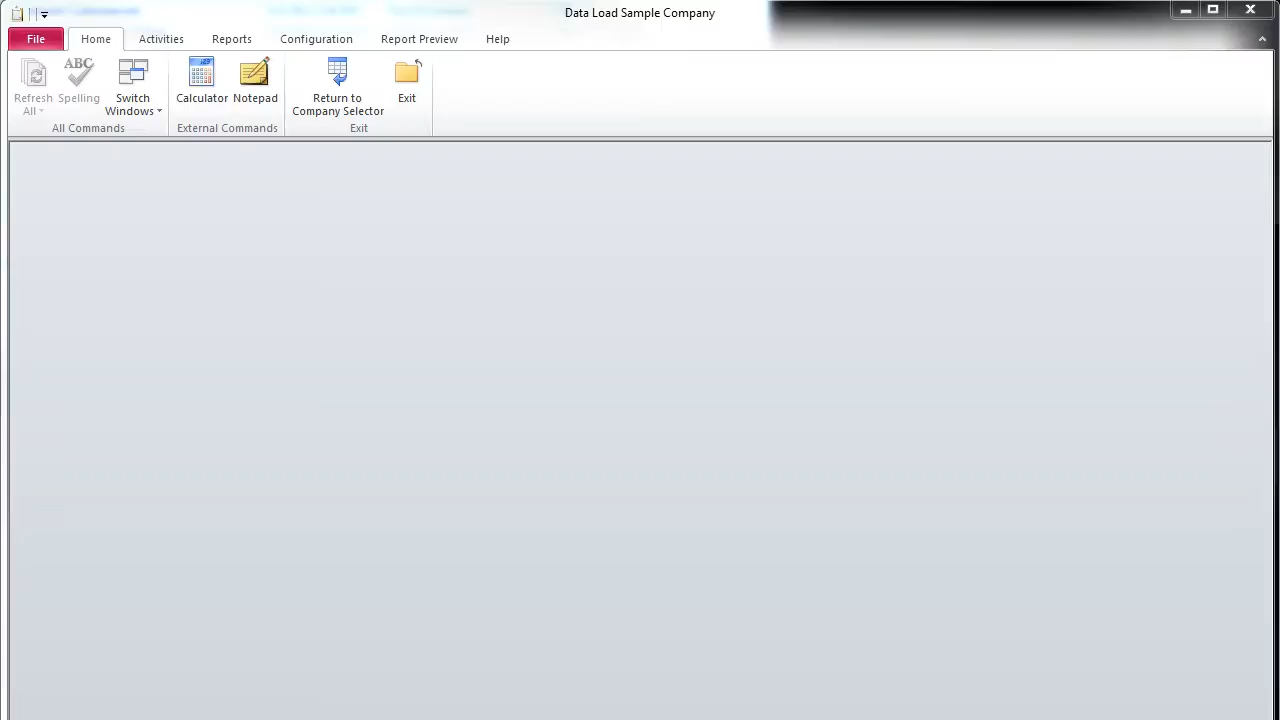 Data Load Sample Company
File Home Activities Reports Configuration Report Preview Help
ABC
Refresh All Spelling Switch Windows Calculator Notepad Return to Company Selector Exit
All Commands External Commands Exit